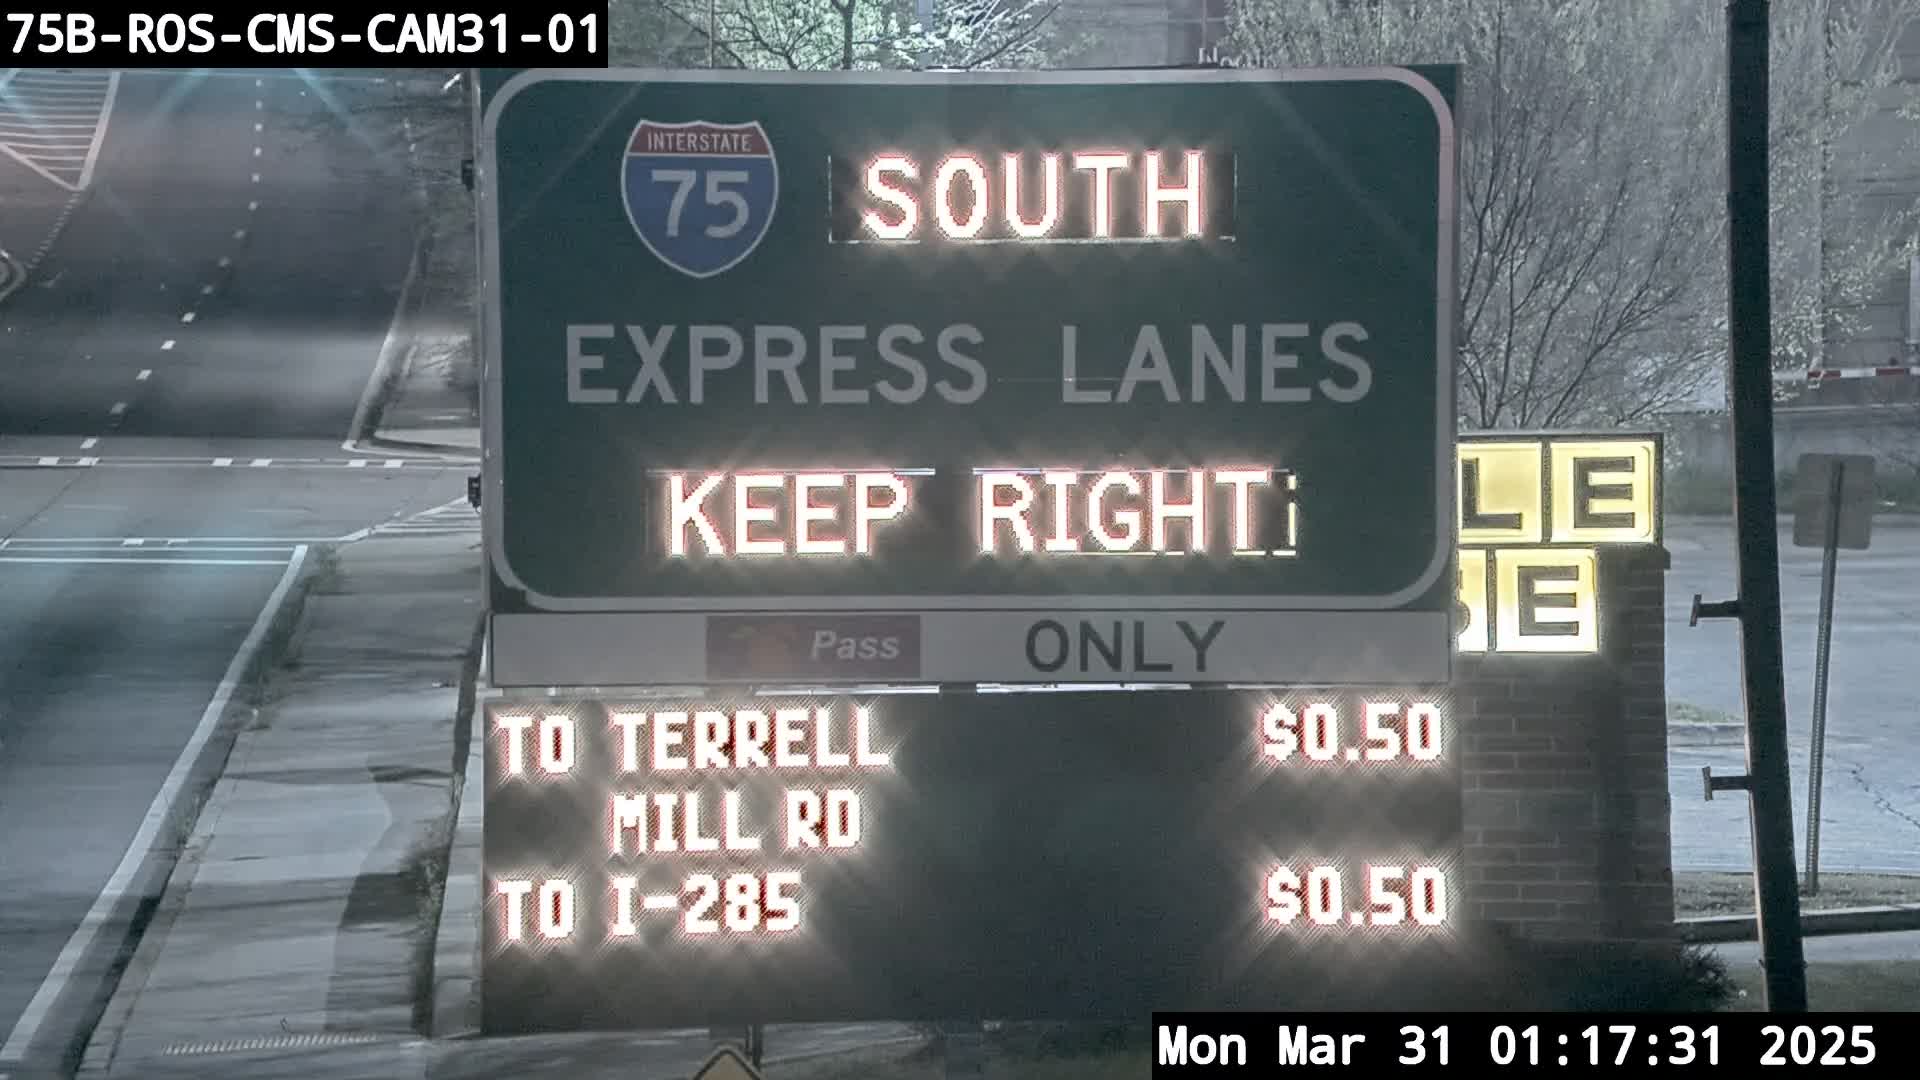 75B-ROS-CMS-CAM31-01
INTERSTATE
75
SOUTH
EXPRESS LANES
KEEP RIGHT
Pass ONLY
TO TERRELL $0.50
MILL RD
TO I-285 $0.50
LE
E
Mon Mar 31 01:17:31 2025